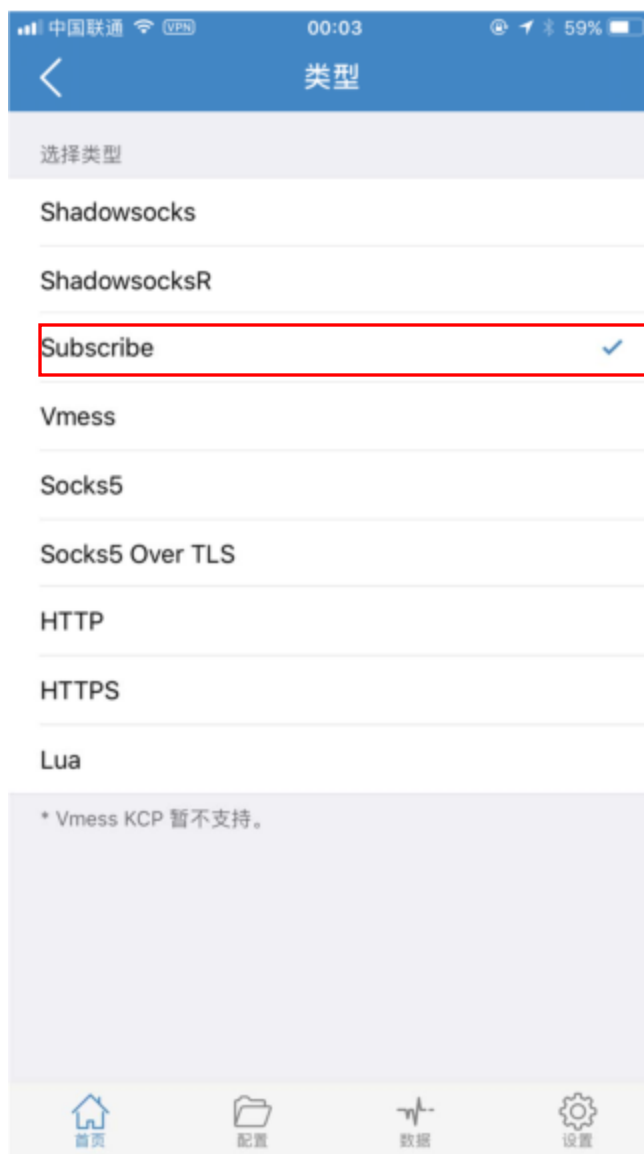 中国联通 VPN 00:03 59%
类型
选择类型
Shadowsocks
ShadowsocksR
Subscribe
Vmess
Socks5
Socks5 Over TLS
HTTP
HTTPS
Lua
* Vmess KCP 暂不支持。
首页 配置 数据 设置